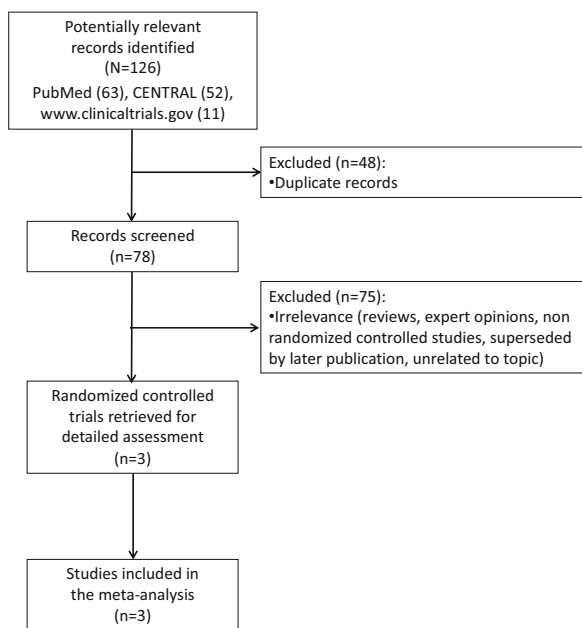 Potentially relevant
records identified
(N=126)
PubMed (63), CENTRAL (52),
www.clinicaltrials.gov (11)
Excluded (n=48):
•Duplicate records
Records screened
(n=78)
Excluded (n=75):
•Irrelevance (reviews, expert opinions, non
randomized controlled studies, superseded
by later publication, unrelated to topic)
Randomized controlled
trials retrieved for
detailed assessment
(n=3)
Studies included in
the meta-analysis
(n=3)